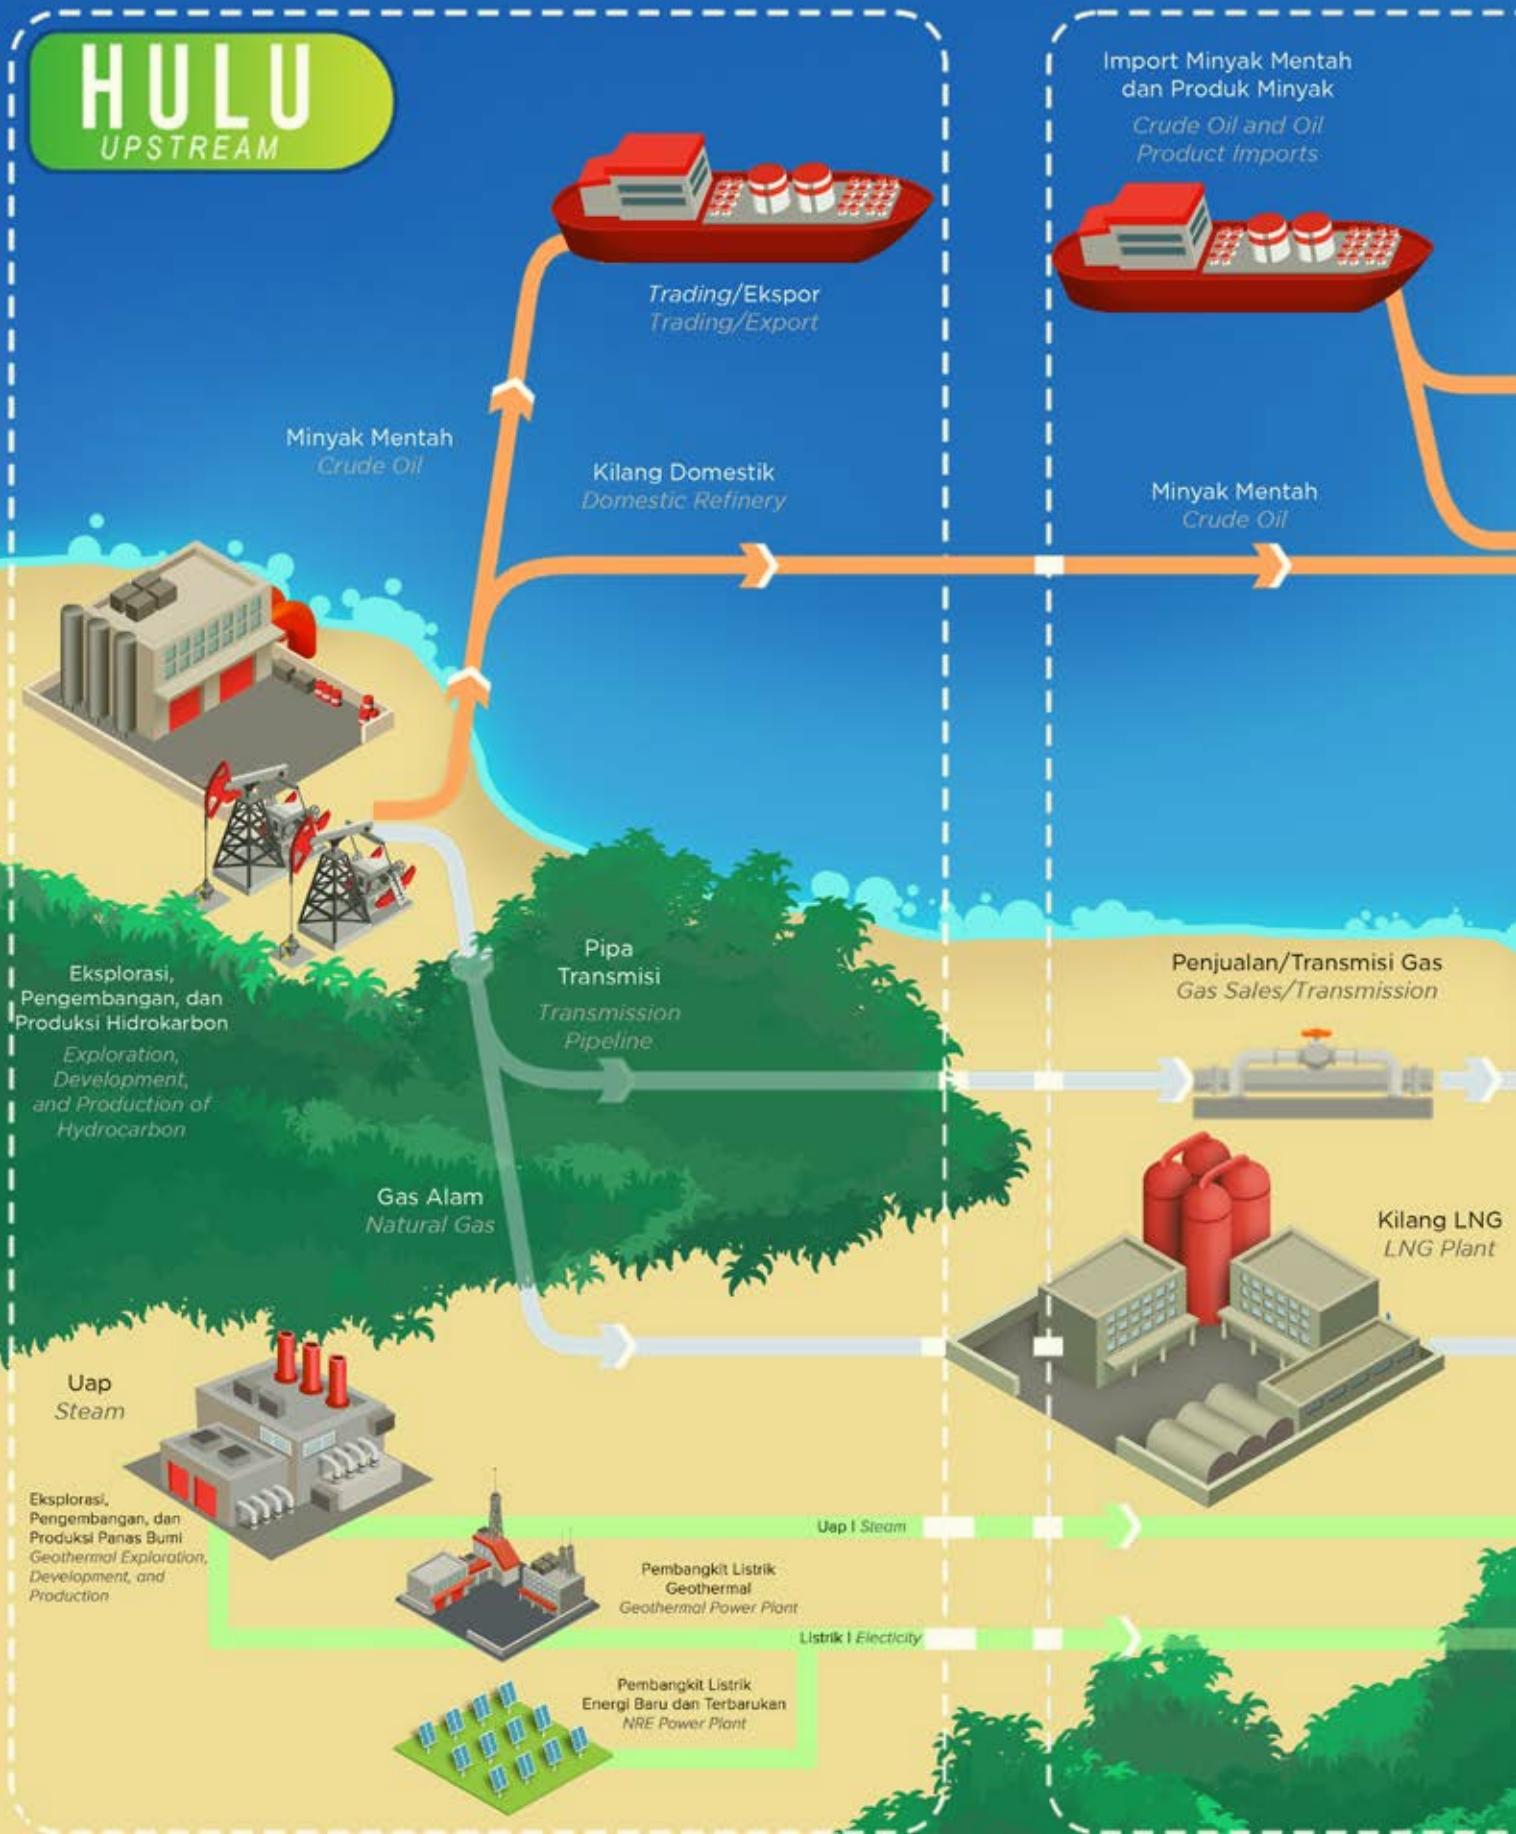 HULU
UPSTREAM
Import Minyak Mentah
dan Produk Minyak
Crude Oil and Oil
Product Imports
Trading/Ekspor
Trading/Export
Minyak Mentah
Crude Oil
Kilang Domestik
Domestic Refinery
Minyak Mentah
Crude Oil
Eksplorasi,
Pengembangan, dan
Produksi Hidrokarbon
Exploration,
Development,
and Production of
Hydrocarbon
Pipa
Transmisi
Transmission
Pipeline
Penjualan/Transmisi Gas
Gas Sales/Transmission
Gas Alam
Natural Gas
Kilang LNG
LNG Plant
Uap
Steam
Eksplorasi,
Pengembangan, dan
Produksi Panas Bumi
Geothermal Exploration,
Development, and
Production
Uap | Steam
Pembangkit Listrik
Geothermal
Geothermal Power Plant
Listrik | Electicity
Pembangkit Listrik
Energi Baru dan Terbarukan
NRE Power Plant